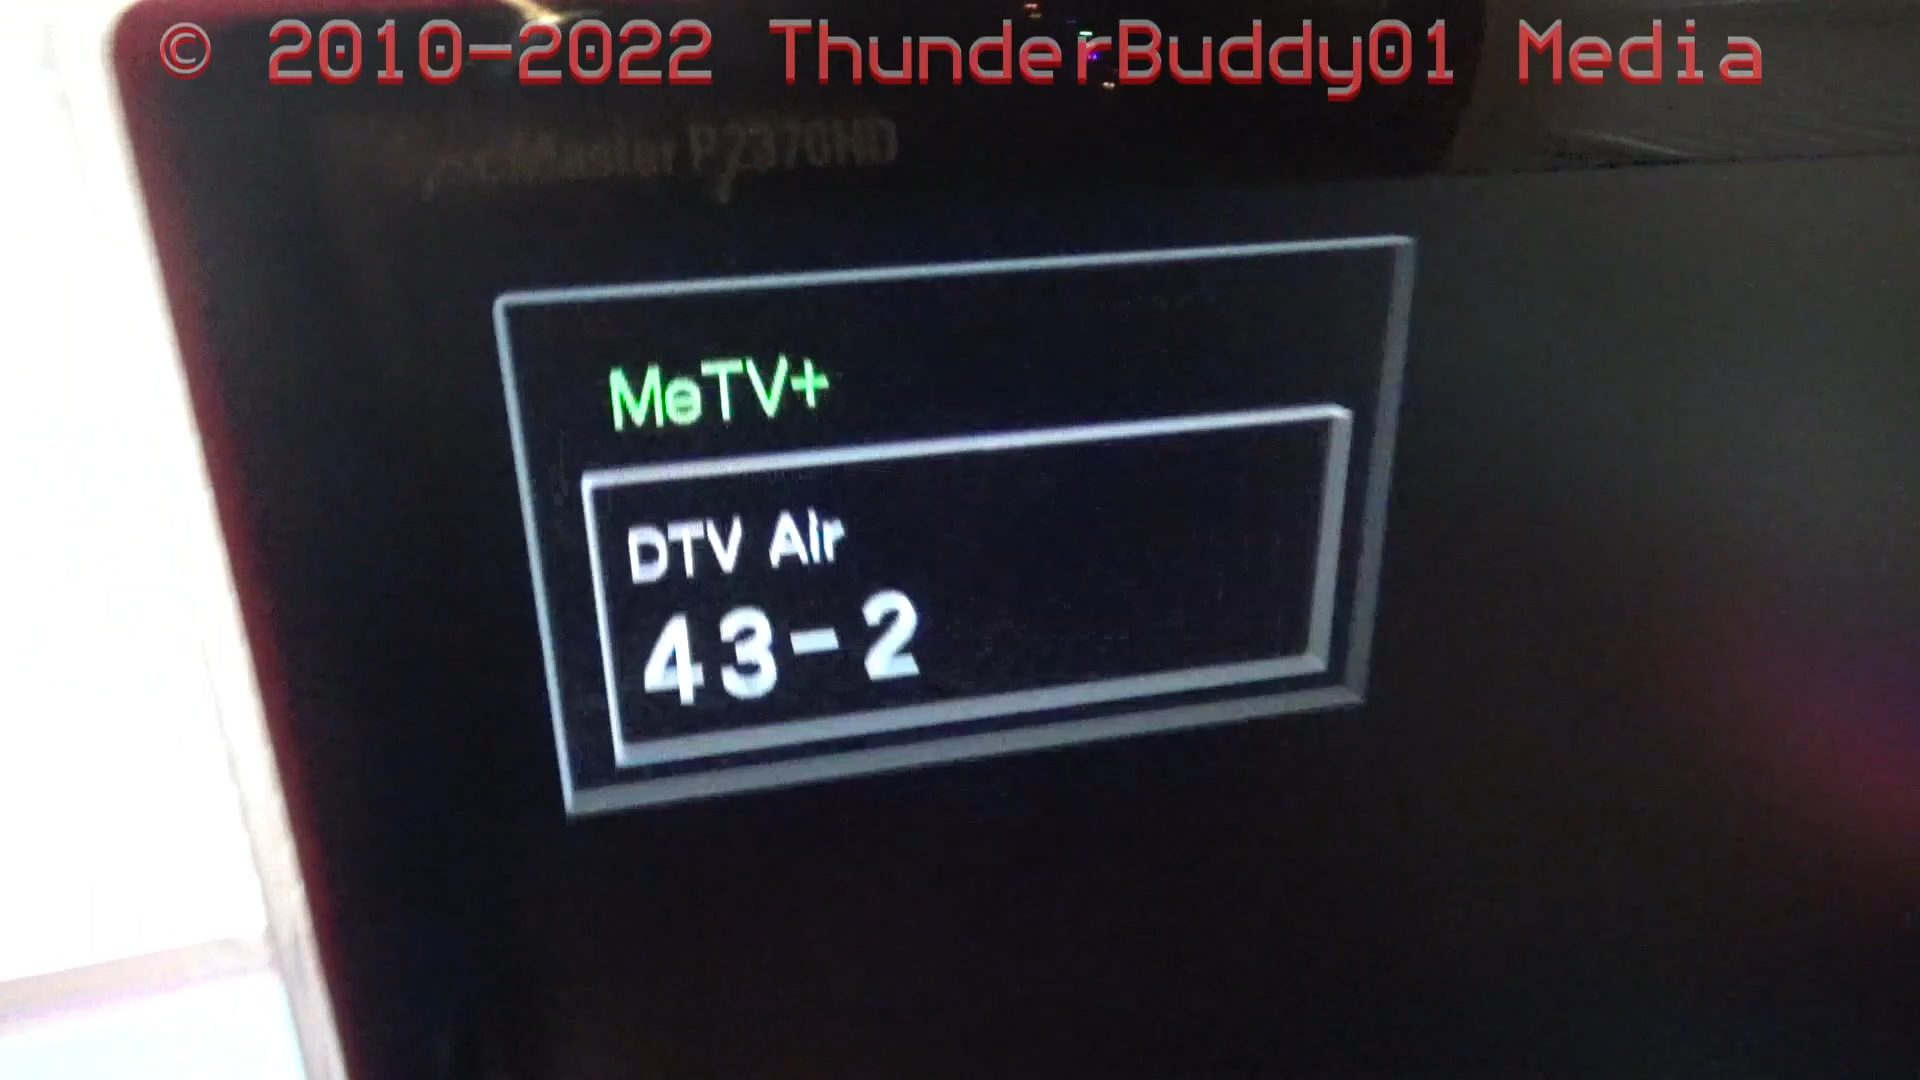 © 2010-2022 ThunderBuddy01 Media
SyncMaster P2370HD
MeTV+
DTV Air
43-2